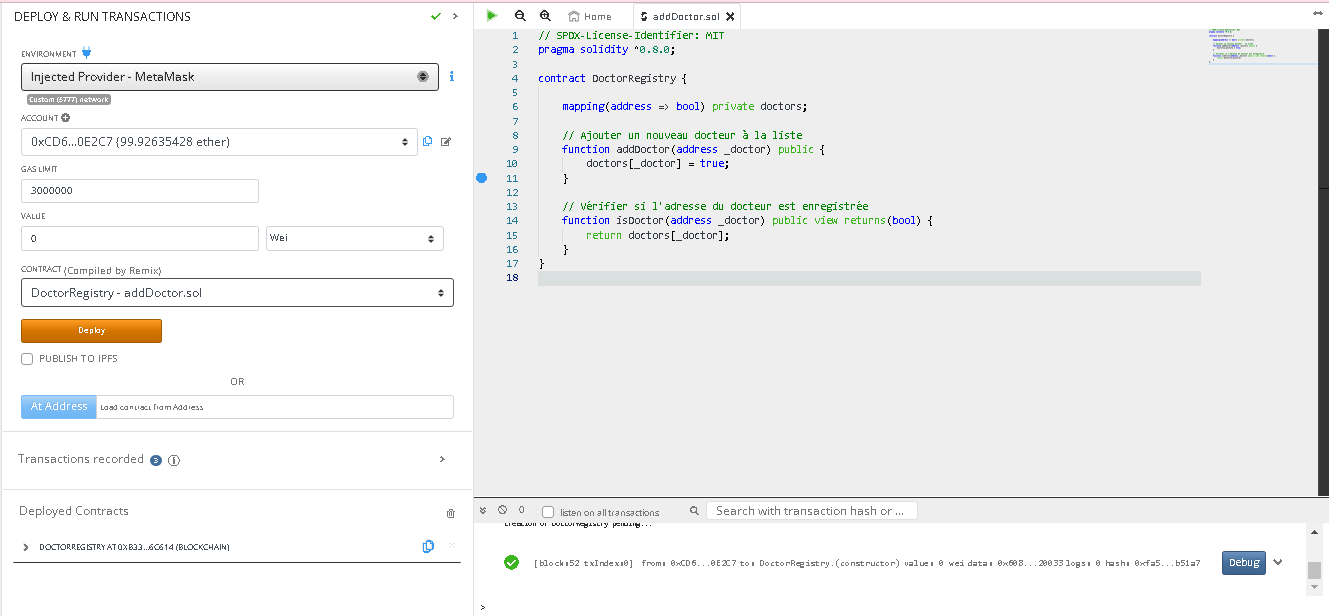 DEPLOY & RUN TRANSACTIONS
ENVIRONMENT
Injected Provider - MetaMask
Custom (5777) network
ACCOUNT
0xCD6...0E2C7 (99.92635428 ether)
GAS LIMIT
3000000
VALUE
0
Wei
CONTRACT (Compiled by Remix)
DoctorRegistry - addDoctor.sol
Deploy
PUBLISH TO IPFS
OR
At Address
Load contract from Address
Transactions recorded 3
Deployed Contracts
DOCTORREGISTRY AT 0XB33...6C614 (BLOCKCHAIN)
Home
addDoctor.sol
1 // SPDX-License-Identifier: MIT
2 pragma solidity ^0.8.0;
3
4 contract DoctorRegistry {
5
6 mapping(address => bool) private doctors;
7
8 // Ajouter un nouveau docteur à la liste
9 function addDoctor(address _doctor) public {
10 doctors[_doctor] = true;
11 }
12
13 // Vérifier si l'adresse du docteur est enregistrée
14 function isDoctor(address _doctor) public view returns(bool) {
15 return doctors[_doctor];
16 }
17 }
18
0
listen on all transactions
Search with transaction hash or ...
creation of DoctorRegistry pending...
[block:52 txIndex:0] from: 0xCD6...0E2C7 to: DoctorRegistry.(constructor) value: 0 wei data: 0x608...20033 logs: 0 hash: 0xfa5...b51a7
Debug
>